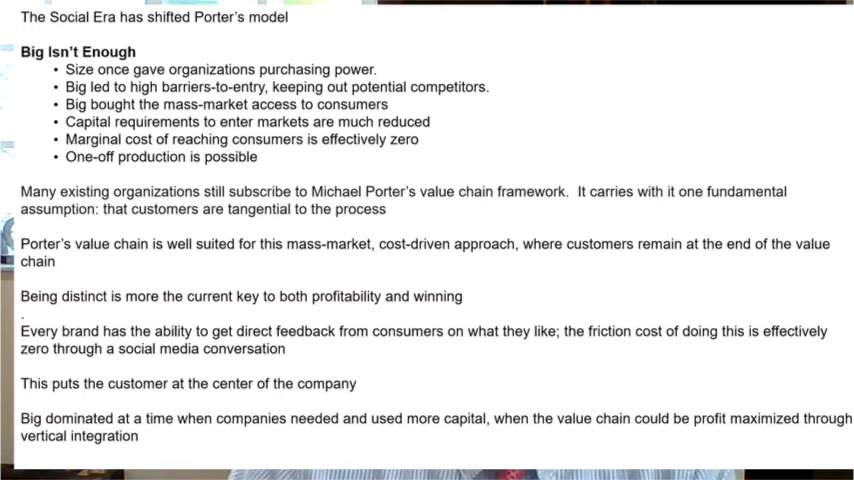 The Social Era has shifted Porter's model
Big Isn't Enough
• Size once gave organizations purchasing power.
• Big led to high barriers-to-entry, keeping out potential competitors.
• Big bought the mass-market access to consumers
• Capital requirements to enter markets are much reduced
• Marginal cost of reaching consumers is effectively zero
• One-off production is possible
Many existing organizations still subscribe to Michael Porter's value chain framework.  It carries with it one fundamental
assumption: that customers are tangential to the process
Porter's value chain is well suited for this mass-market, cost-driven approach, where customers remain at the end of the value
chain
Being distinct is more the current key to both profitability and winning
.
Every brand has the ability to get direct feedback from consumers on what they like; the friction cost of doing this is effectively
zero through a social media conversation
This puts the customer at the center of the company
Big dominated at a time when companies needed and used more capital, when the value chain could be profit maximized through
vertical integration